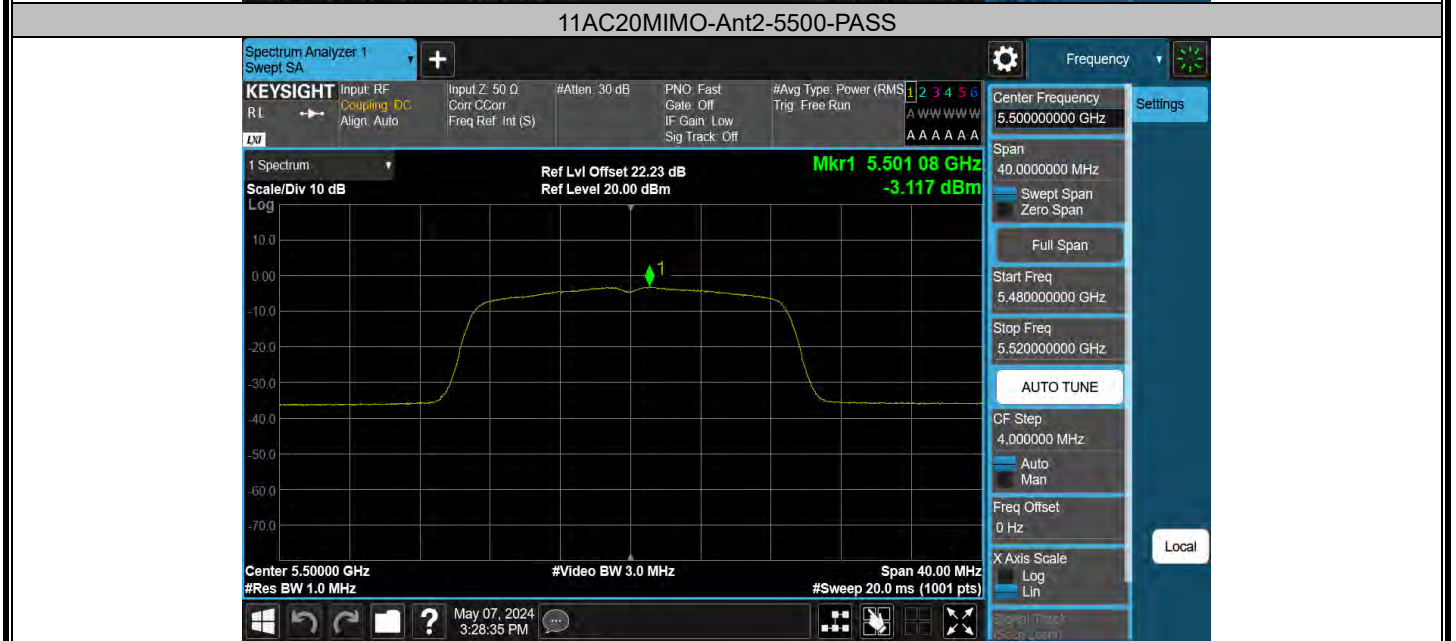 11AC20MIMO-Ant2-5500-PASS
Spectrum Analyzer 1
Swept SA
+
Frequency
KEYSIGHT
RL
LXI
Input: RF
Coupling: DC
Align: Auto
Input Z: 50 Ω
Corr CCorr
Freq Ref: Int (S)
#Atten: 30 dB
PNO: Fast
Gate: Off
IF Gain: Low
Sig Track: Off
#Avg Type: Power (RMS
Trig: Free Run
1 2 3 4 5 6
A W W W W W
A A A A A A
Center Frequency
5.500000000 GHz
Settings
Span
40.0000000 MHz
Swept Span
Zero Span
Full Span
Start Freq
5.480000000 GHz
Stop Freq
5.520000000 GHz
AUTO TUNE
CF Step
4.000000 MHz
Auto
Man
Freq Offset
0 Hz
X Axis Scale
Log
Lin
Signal Track
(Span Zoom)
Local
1 Spectrum
Scale/Div 10 dB
Log
Ref Lvl Offset 22.23 dB
Ref Level 20.00 dBm
Mkr1 5.501 08 GHz
-3.117 dBm
10.0
0.00
-10.0
-20.0
-30.0
-40.0
-50.0
-60.0
-70.0
1
Center 5.50000 GHz
#Res BW 1.0 MHz
#Video BW 3.0 MHz
Span 40.00 MHz
#Sweep 20.0 ms (1001 pts)
?
May 07, 2024
3:28:35 PM